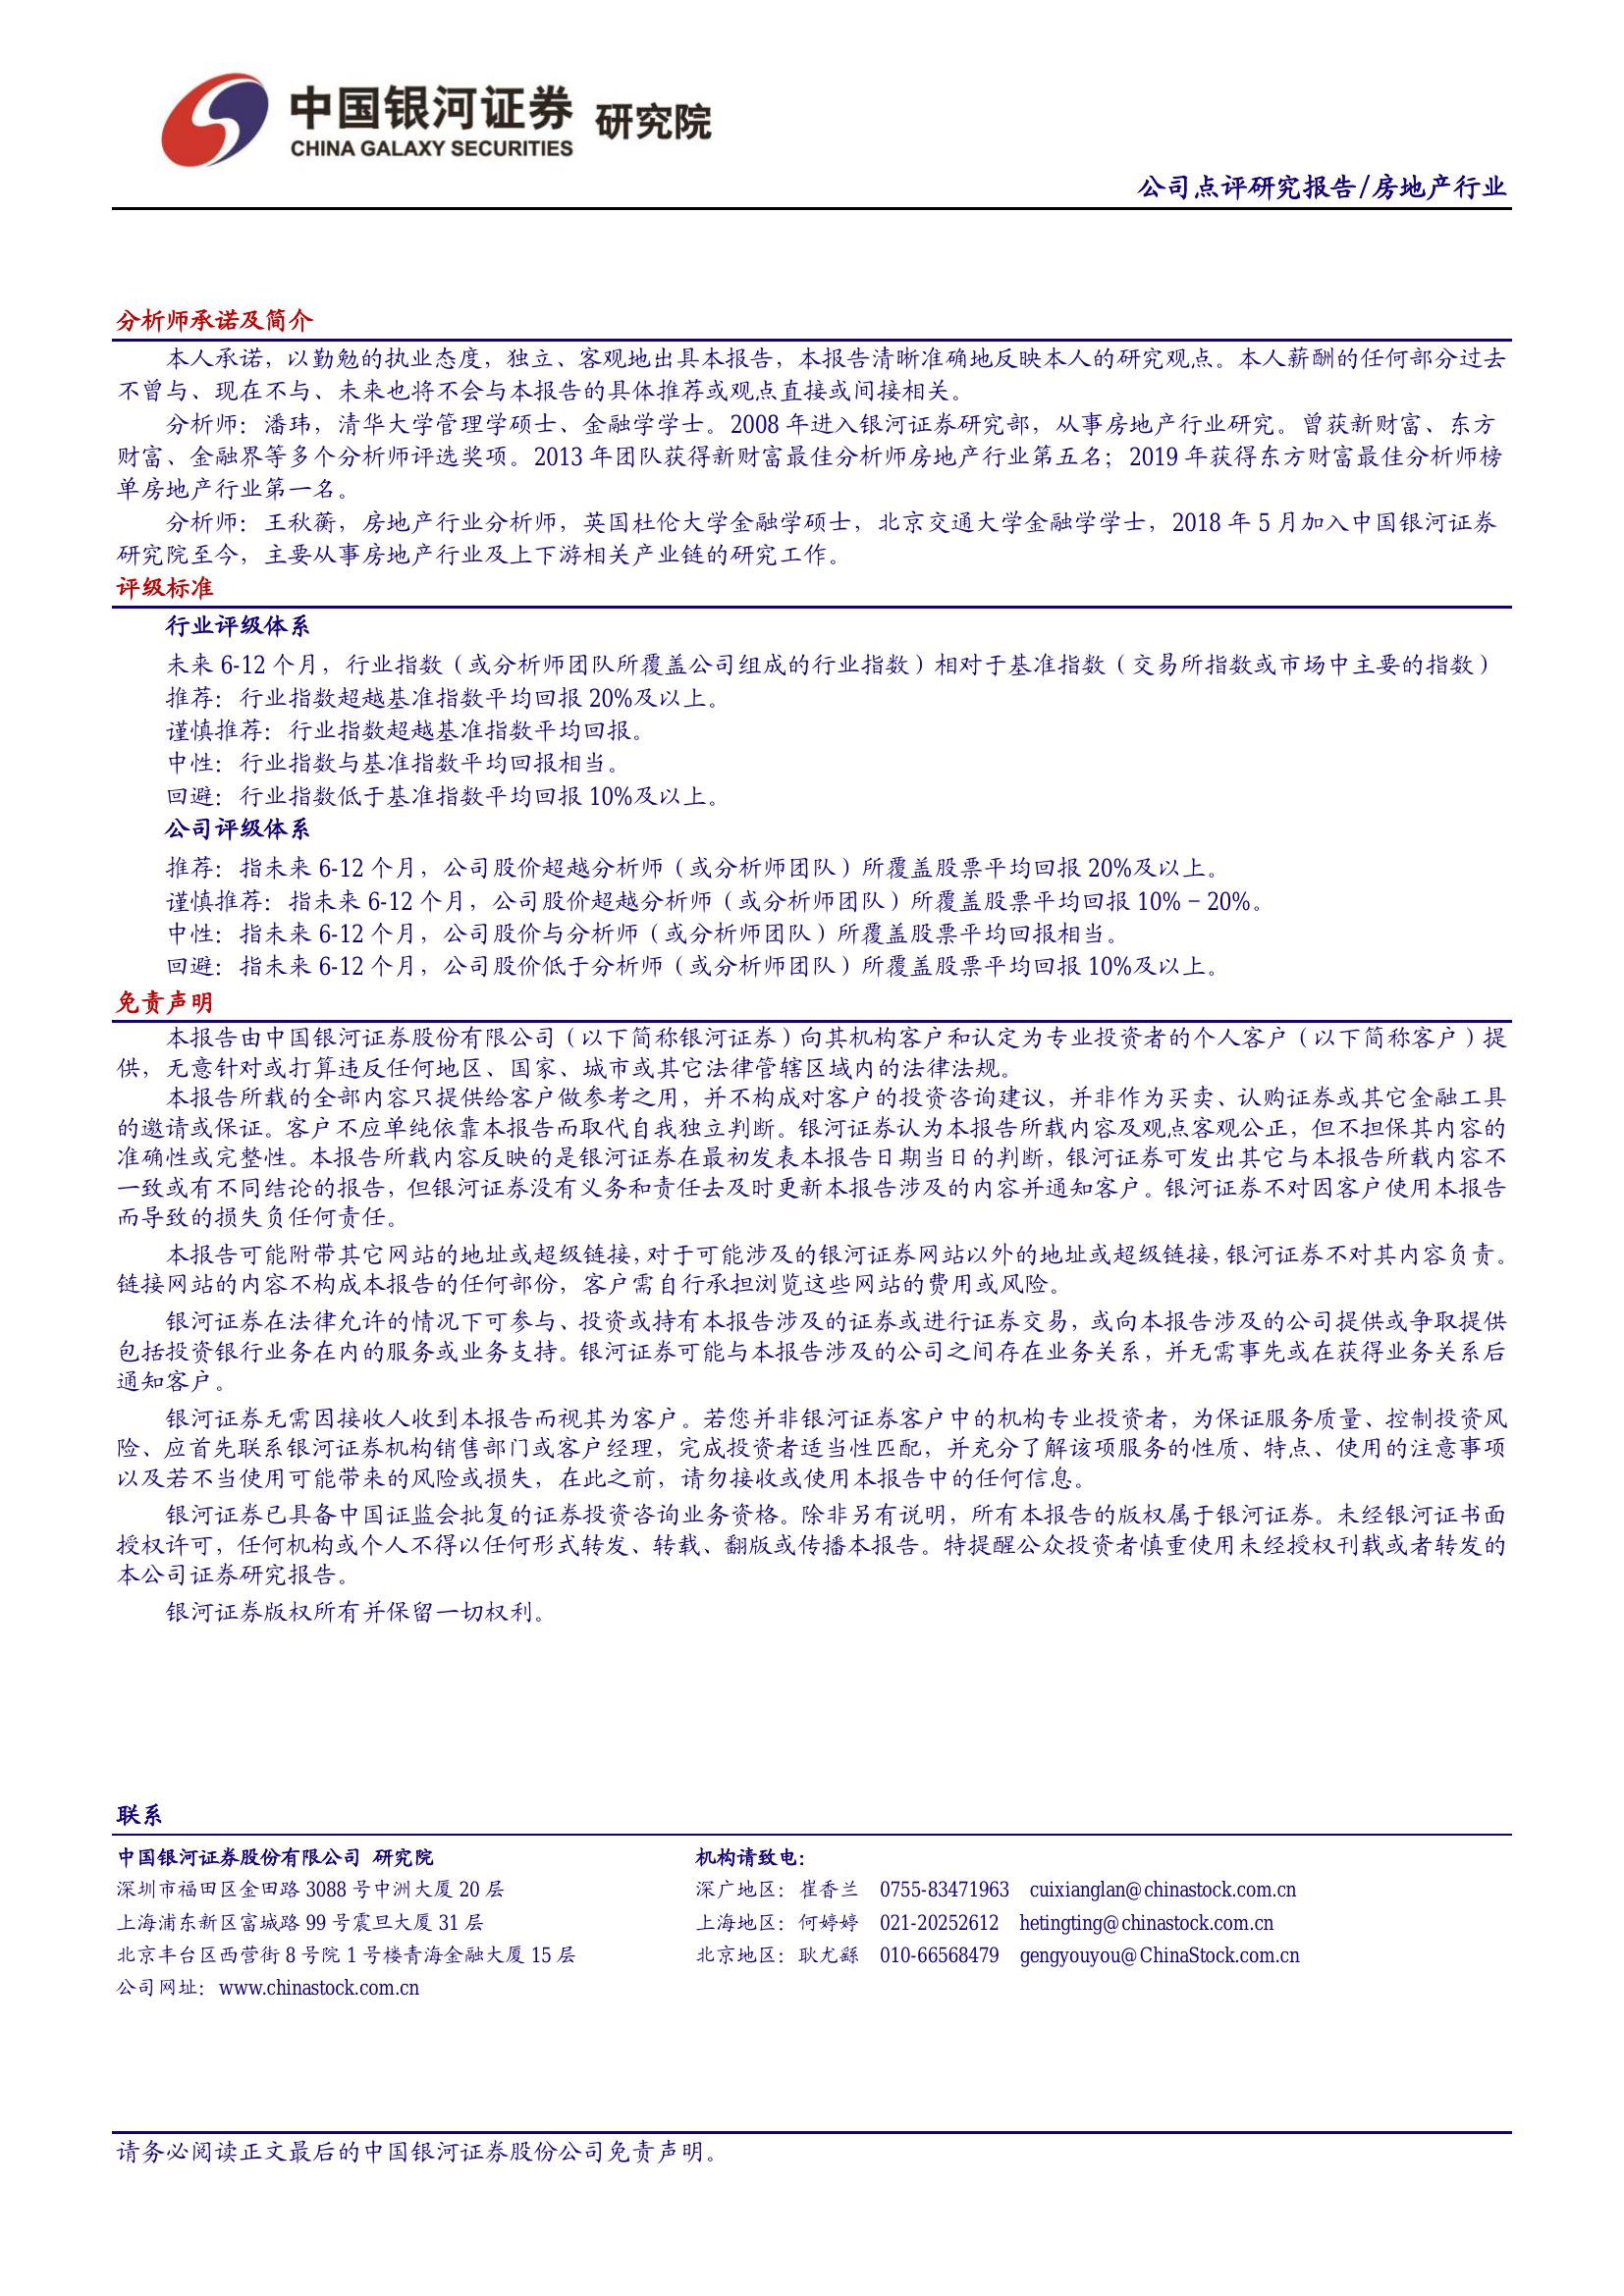 中国银河证券 研究院
CHINA GALAXY SECURITIES
公司点评研究报告/房地产行业
分析师承诺及简介
本人承诺，以勤勉的执业态度，独立、客观地出具本报告，本报告清晰准确地反映本人的研究观点。本人薪酬的任何部分过去
不曾与、现在不与、未来也将不会与本报告的具体推荐或观点直接或间接相关。
分析师：潘玮，清华大学管理学硕士、金融学学士。2008 年进入银河证券研究部，从事房地产行业研究。曾获新财富、东方
财富、金融界等多个分析师评选奖项。2013 年团队获得新财富最佳分析师房地产行业第五名；2019 年获得东方财富最佳分析师榜
单房地产行业第一名。
分析师：王秋蘅，房地产行业分析师，英国杜伦大学金融学硕士，北京交通大学金融学学士，2018 年 5 月加入中国银河证券
研究院至今，主要从事房地产行业及上下游相关产业链的研究工作。
评级标准
行业评级体系
未来 6-12 个月，行业指数（或分析师团队所覆盖公司组成的行业指数）相对于基准指数（交易所指数或市场中主要的指数）
推荐：行业指数超越基准指数平均回报 20%及以上。
谨慎推荐：行业指数超越基准指数平均回报。
中性：行业指数与基准指数平均回报相当。
回避：行业指数低于基准指数平均回报 10%及以上。
公司评级体系
推荐：指未来 6-12 个月，公司股价超越分析师（或分析师团队）所覆盖股票平均回报 20%及以上。
谨慎推荐：指未来 6-12 个月，公司股价超越分析师（或分析师团队）所覆盖股票平均回报 10%－20%。
中性：指未来 6-12 个月，公司股价与分析师（或分析师团队）所覆盖股票平均回报相当。
回避：指未来 6-12 个月，公司股价低于分析师（或分析师团队）所覆盖股票平均回报 10%及以上。
免责声明
本报告由中国银河证券股份有限公司（以下简称银河证券）向其机构客户和认定为专业投资者的个人客户（以下简称客户）提
供，无意针对或打算违反任何地区、国家、城市或其它法律管辖区域内的法律法规。
本报告所载的全部内容只提供给客户做参考之用，并不构成对客户的投资咨询建议，并非作为买卖、认购证券或其它金融工具
的邀请或保证。客户不应单纯依靠本报告而取代自我独立判断。银河证券认为本报告所载内容及观点客观公正，但不担保其内容的
准确性或完整性。本报告所载内容反映的是银河证券在最初发表本报告日期当日的判断，银河证券可发出其它与本报告所载内容不
一致或有不同结论的报告，但银河证券没有义务和责任去及时更新本报告涉及的内容并通知客户。银河证券不对因客户使用本报告
而导致的损失负任何责任。
本报告可能附带其它网站的地址或超级链接，对于可能涉及的银河证券网站以外的地址或超级链接，银河证券不对其内容负责。
链接网站的内容不构成本报告的任何部份，客户需自行承担浏览这些网站的费用或风险。
银河证券在法律允许的情况下可参与、投资或持有本报告涉及的证券或进行证券交易，或向本报告涉及的公司提供或争取提供
包括投资银行业务在内的服务或业务支持。银河证券可能与本报告涉及的公司之间存在业务关系，并无需事先或在获得业务关系后
通知客户。
银河证券无需因接收人收到本报告而视其为客户。若您并非银河证券客户中的机构专业投资者，为保证服务质量、控制投资风
险、应首先联系银河证券机构销售部门或客户经理，完成投资者适当性匹配，并充分了解该项服务的性质、特点、使用的注意事项
以及若不当使用可能带来的风险或损失，在此之前，请勿接收或使用本报告中的任何信息。
银河证券已具备中国证监会批复的证券投资咨询业务资格。除非另有说明，所有本报告的版权属于银河证券。未经银河证书面
授权许可，任何机构或个人不得以任何形式转发、转载、翻版或传播本报告。特提醒公众投资者慎重使用未经授权刊载或者转发的
本公司证券研究报告。
银河证券版权所有并保留一切权利。
联系
中国银河证券股份有限公司 研究院 机构请致电：
深圳市福田区金田路 3088 号中洲大厦 20 层 深广地区：崔香兰 0755-83471963 cuixianglan@chinastock.com.cn
上海浦东新区富城路 99 号震旦大厦 31 层 上海地区：何婷婷 021-20252612 hetingting@chinastock.com.cn
北京丰台区西营街 8 号院 1 号楼青海金融大厦 15 层 北京地区：耿尤繇 010-66568479 gengyouyou@ChinaStock.com.cn
公司网址：www.chinastock.com.cn
请务必阅读正文最后的中国银河证券股份公司免责声明。